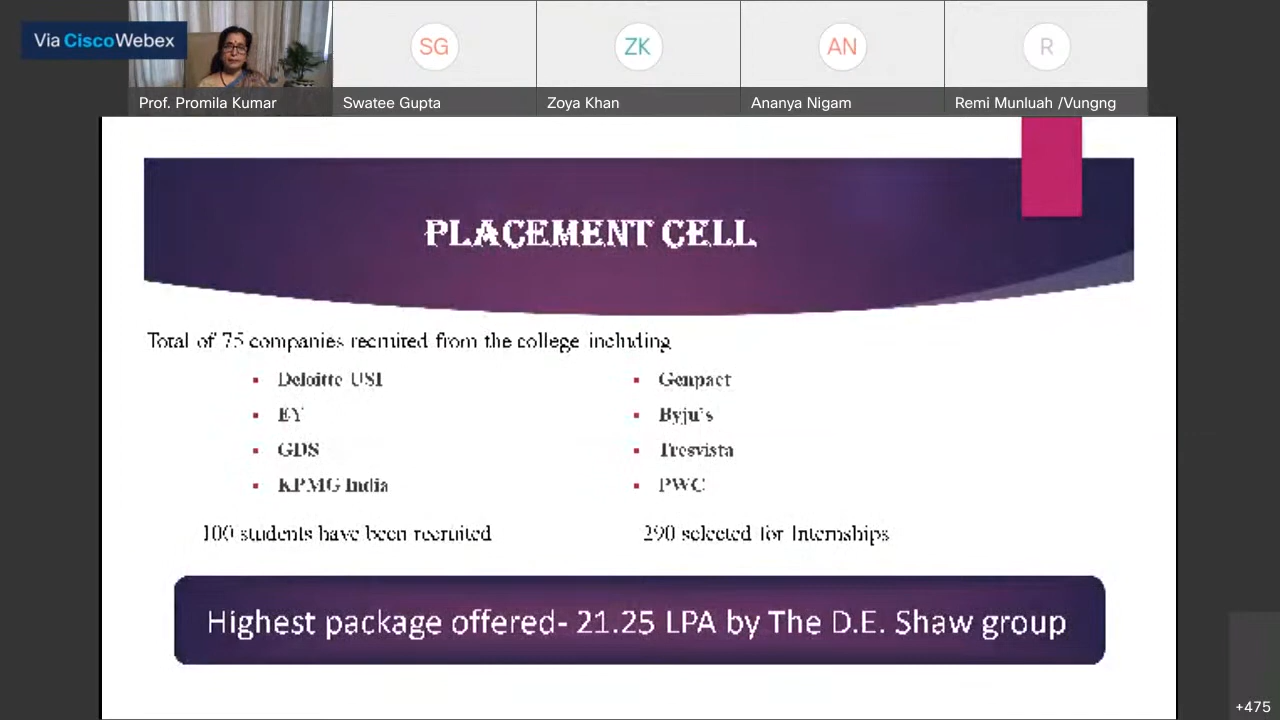 Via Cisco Webex
SG
ZK
AN
R
Prof. Promila Kumar
Swatee Gupta
Zoya Khan
Ananya Nigam
Remi Munluah /Vungng
PLACEMENT CELL
Total of 75 companies recruited from the college including
Deloitte USI
EY
GDS
KPMG India
Genpact
Byju's
Tresvista
PWC
100 students have been recruited
290 selected for Internships
Highest package offered- 21.25 LPA by The D.E. Shaw group
+475